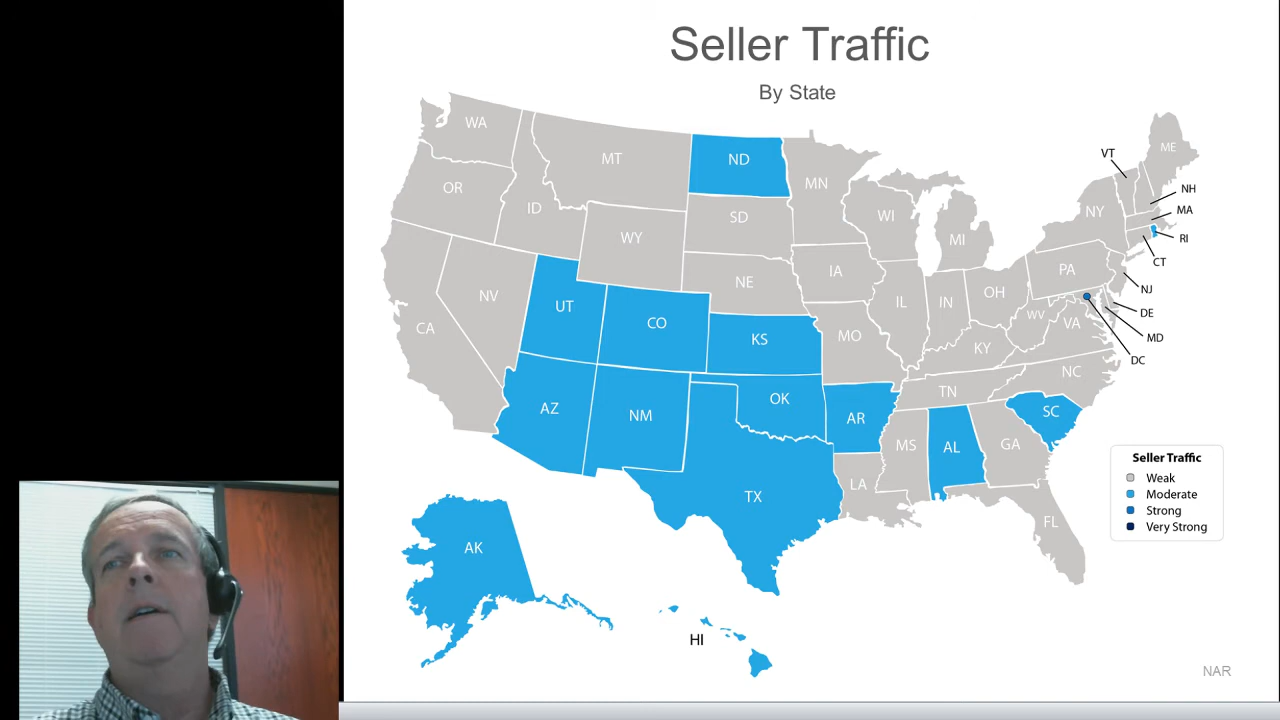 Seller Traffic
By State
WA
MT
ND
MN
ME
VT
OR
ID
SD
WI
NY
NH
MA
WY
MI
RI
CT
IA
PA
NV
NE
IL
IN
OH
NJ
UT
CO
KS
MO
WV
VA
DE
MD
CA
KY
DC
NC
TN
AZ
NM
OK
AR
SC
MS
AL
GA
LA
TX
FL
AK
HI
Seller Traffic
Weak
Moderate
Strong
Very Strong
NAR